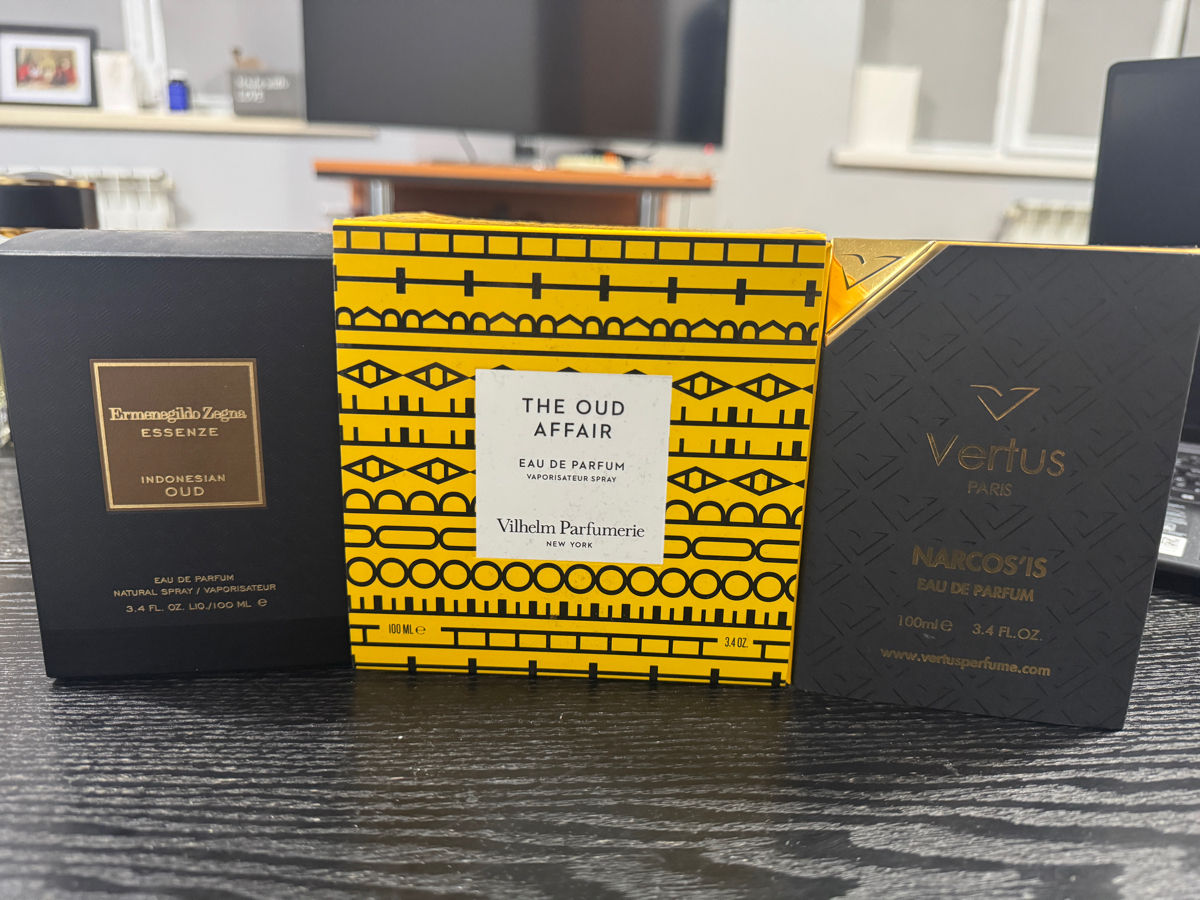 Ermenegildo Zegna
ESSENZE
INDONESIAN
OUD
EAU DE PARFUM
NATURAL SPRAY / VAPORISATEUR
3.4 FL. OZ. LIQ./100 ML ℮
THE OUD
AFFAIR
EAU DE PARFUM
VAPORISATEUR SPRAY
Vilhelm Parfumerie
NEW YORK
100 ML ℮
3.4 OZ.
Vertus
PARIS
NARCOS'IS
EAU DE PARFUM
100ml ℮ 3.4 FL.OZ.
www.vertusperfume.com